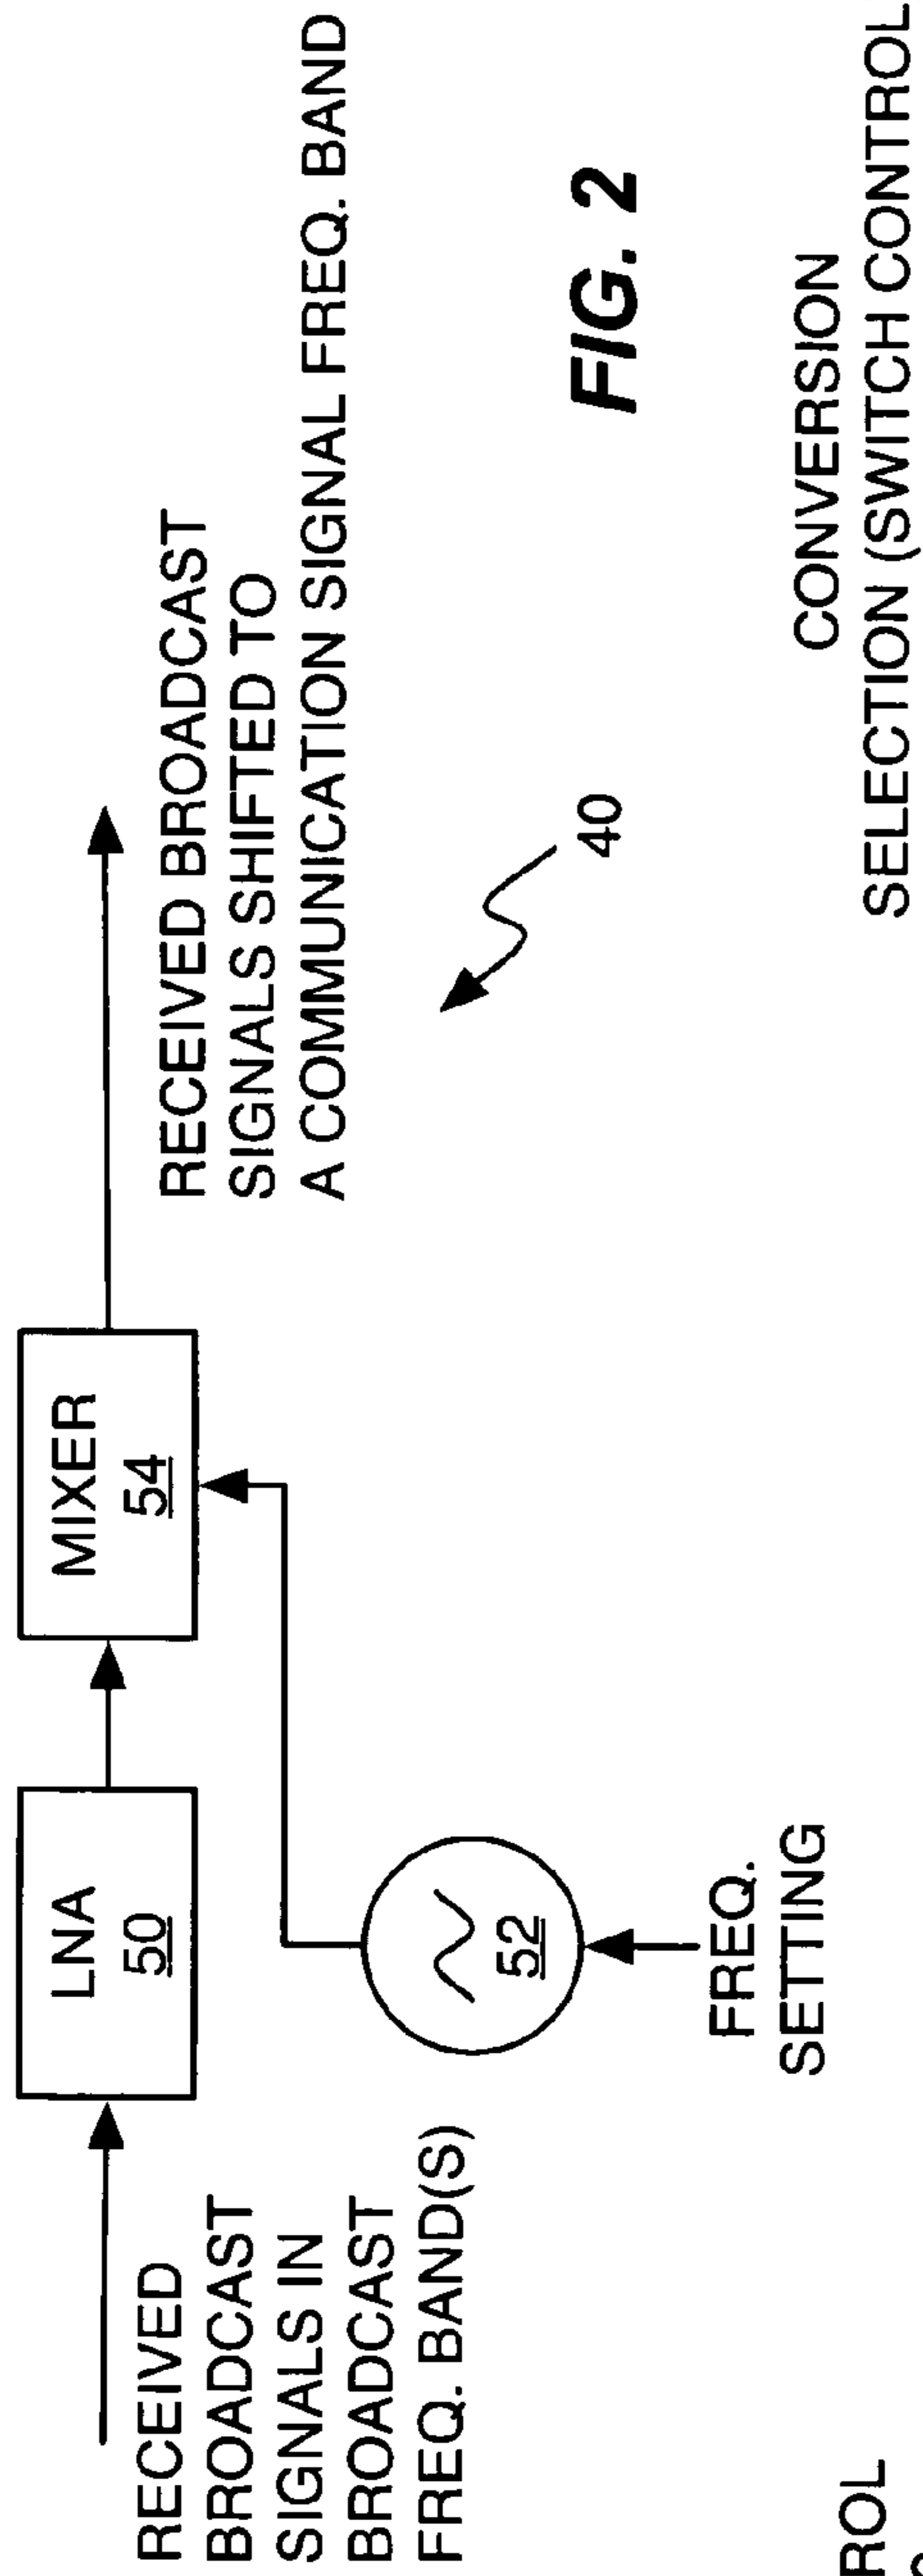 RECEIVED
BROADCAST
SIGNALS IN
BROADCAST
FREQ. BAND(S)
LNA
50
MIXER
54
52
FREQ.
SETTING
RECEIVED BROADCAST
SIGNALS SHIFTED TO
A COMMUNICATION SIGNAL FREQ. BAND
40
FIG. 2
CONVERSION
SELECTION (SWITCH CONTROL